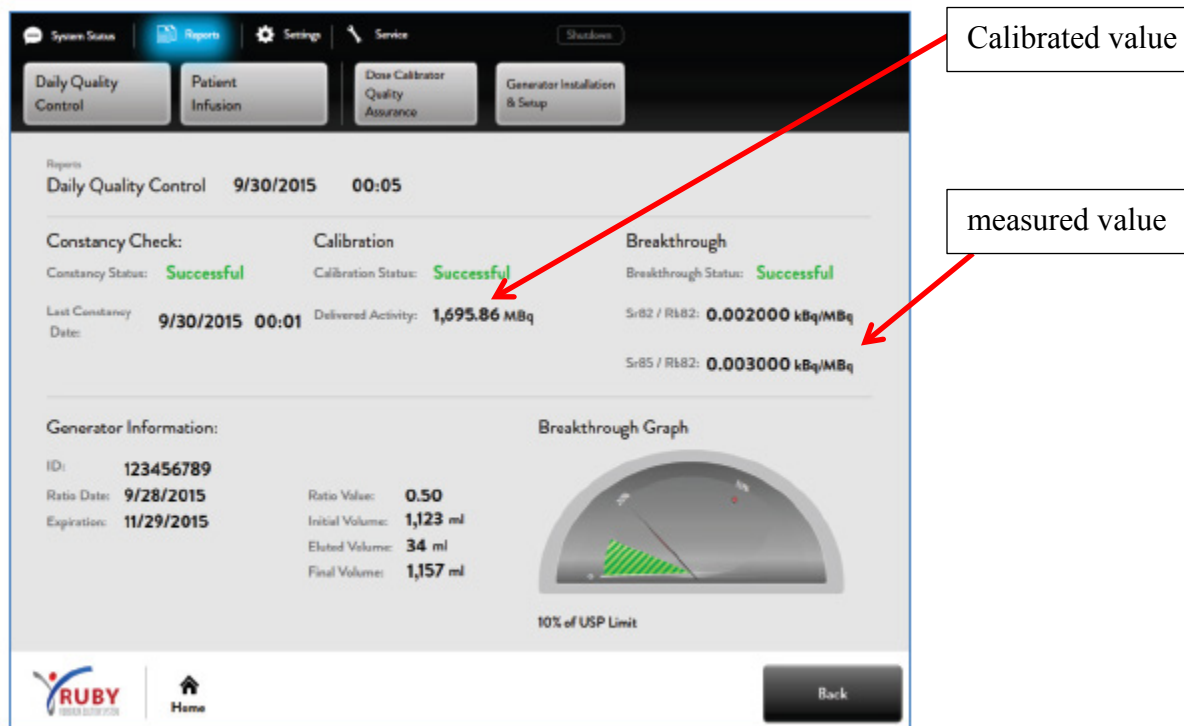 System Status Reports Settings Service Shutdown
Calibrated value
Daily Quality Control
Patient Infusion
Dose Calibrator Quality Assurance
Generator Installation & Setup
Reports
Daily Quality Control 9/30/2015 00:05
measured value
Constancy Check: Calibration Breakthrough
Constancy Status: Successful Calibration Status: Successful Breakthrough Status: Successful
Last Constancy Date: 9/30/2015 00:01 Delivered Activity: 1,695.86 MBq Sr82 / Rb82: 0.002000 kBq/MBq
Sr85 / Rb82: 0.003000 kBq/MBq
Generator Information: Breakthrough Graph
ID: 123456789
Ratio Date: 9/28/2015 Ratio Value: 0.50
Expiration: 11/29/2015 Initial Volume: 1,123 ml
Eluted Volume: 34 ml
Final Volume: 1,157 ml
0
10% of USP Limit
RUBY
Home
Back